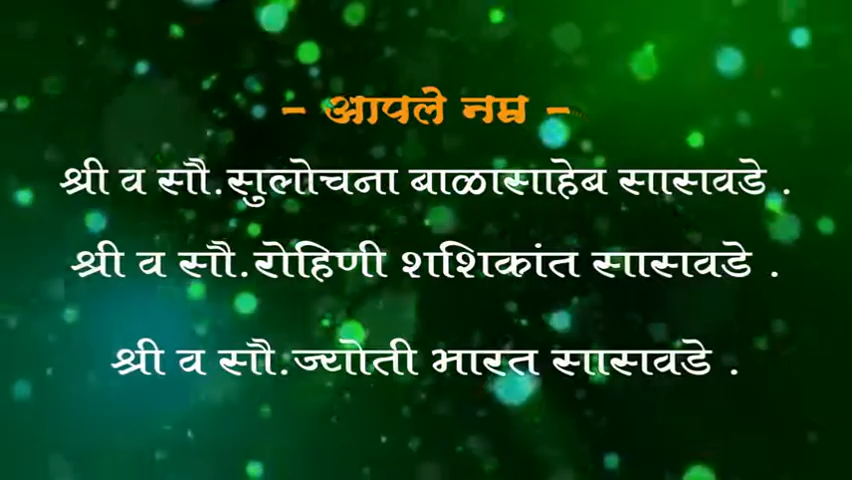 - आपले नम्र -
श्री व सौ.सुलोचना बाळासाहेब सासवडे .
श्री व सौ.रोहिणी शशिकांत सासवडे .
श्री व सौ.ज्योती भारत सासवडे .